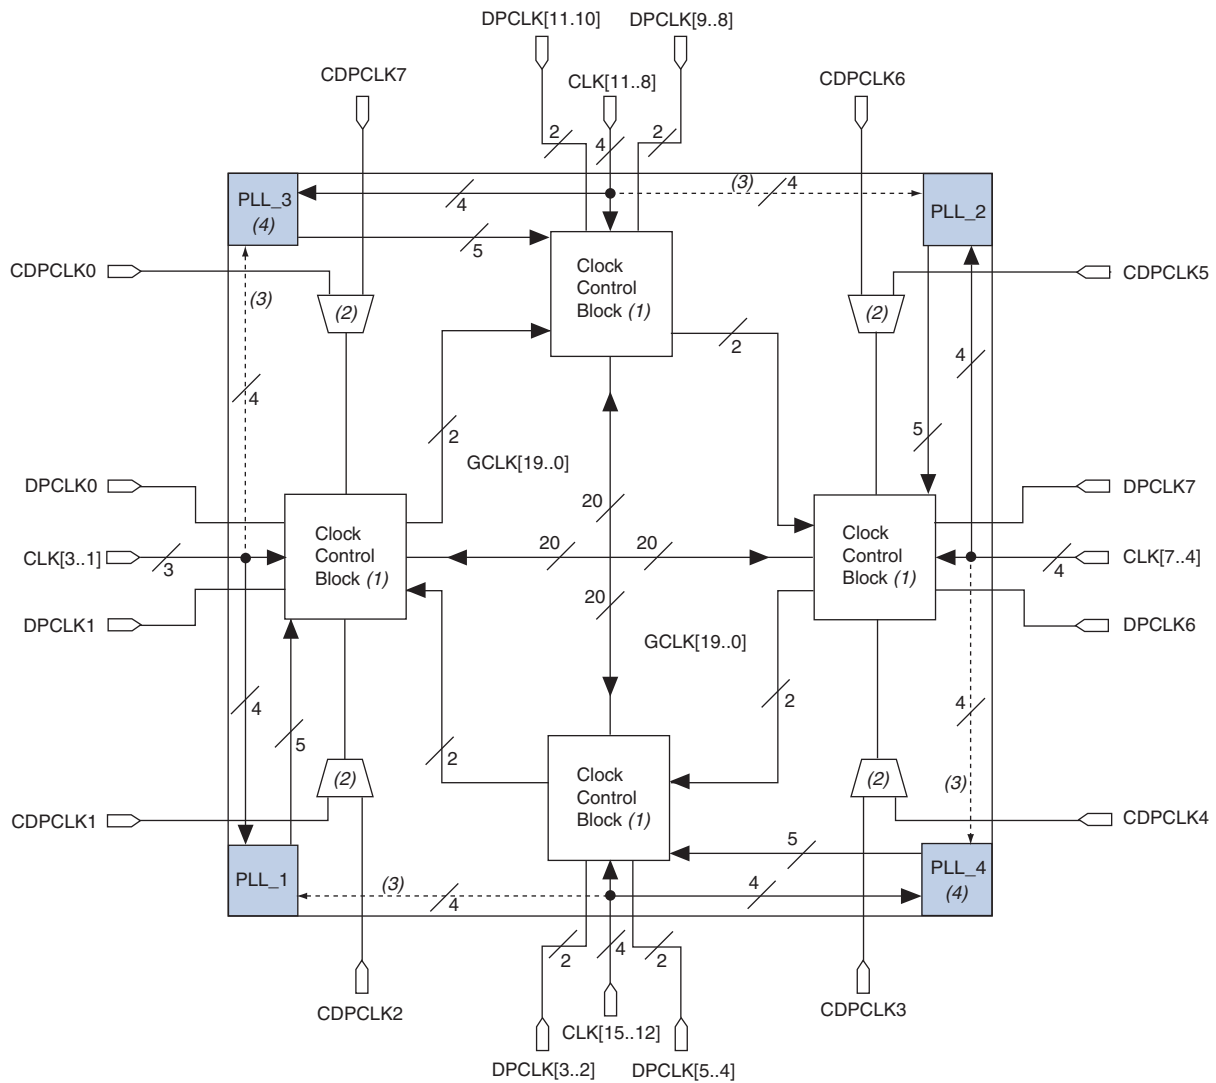 DPCLK[11.10]
DPCLK[9..8]
CDPCLK7
CLK[11..8]
CDPCLK6
2
4
2
PLL_3
(4)
4
(3)
4
PLL_2
5
CDPCLK0
(3)
(2)
Clock
Control
Block (1)
(2)
CDPCLK5
2
4
4
2
5
GCLK[19..0]
DPCLK0
20
DPCLK7
CLK[3..1]
3
Clock
Control
Block (1)
20
20
Clock
Control
Block (1)
4
CLK[7..4]
DPCLK1
20
DPCLK6
GCLK[19..0]
4
5
2
2
4
(2)
Clock
Control
Block (1)
(2)
(3)
CDPCLK1
CDPCLK4
5
PLL_1
(3)
4
4
PLL_4
(4)
2
4
2
CDPCLK2
CLK[15..12]
CDPCLK3
DPCLK[3..2]
DPCLK[5..4]